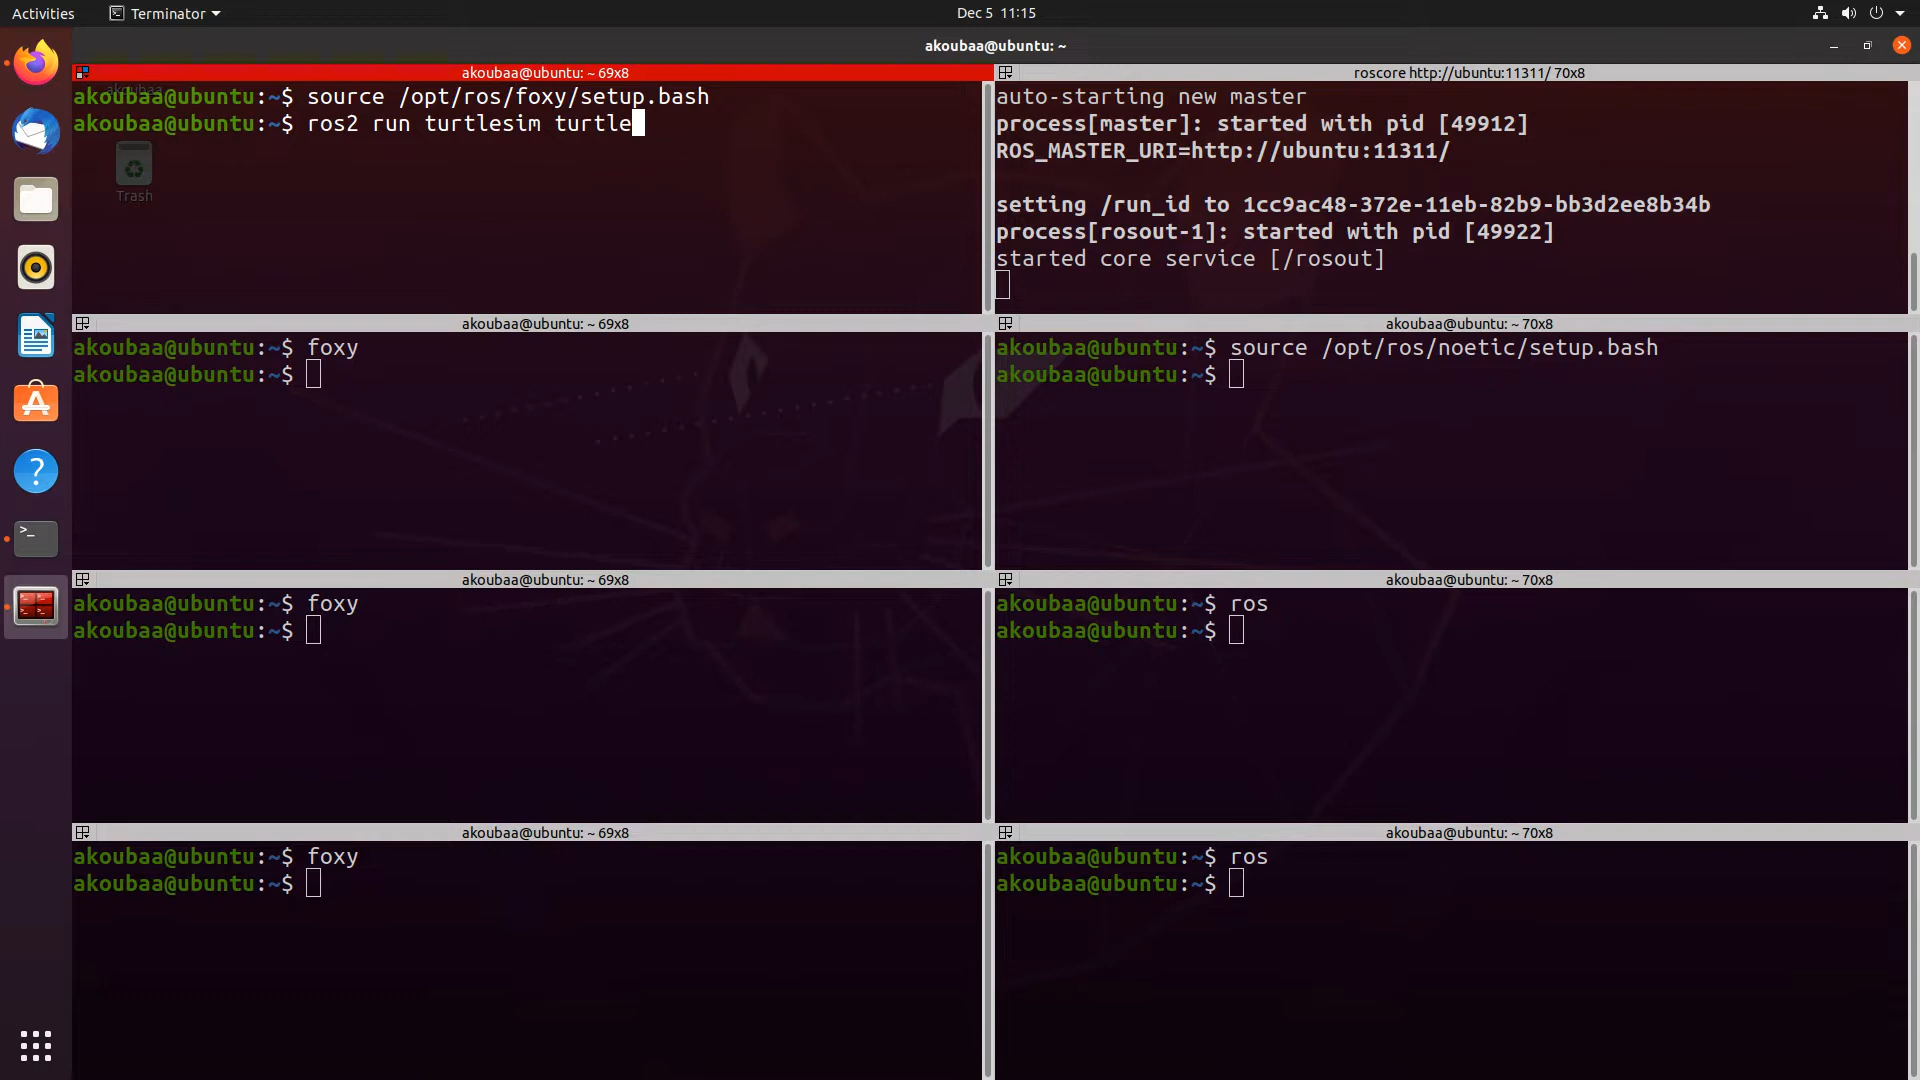 Activities
Terminator
Dec 5 11:15
akoubaa@ubuntu: ~
akoubaa@ubuntu: ~ 69x8
akoubaa@ubuntu:~$ source /opt/ros/foxy/setup.bash
akoubaa@ubuntu:~$ ros2 run turtlesim turtle
akoubaa
Trash
roscore http://ubuntu:11311/ 70x8
auto-starting new master
process[master]: started with pid [49912]
ROS_MASTER_URI=http://ubuntu:11311/
setting /run_id to 1cc9ac48-372e-11eb-82b9-bb3d2ee8b34b
process[rosout-1]: started with pid [49922]
started core service [/rosout]
akoubaa@ubuntu: ~ 69x8
akoubaa@ubuntu:~$ foxy
akoubaa@ubuntu:~$
akoubaa@ubuntu: ~ 70x8
akoubaa@ubuntu:~$ source /opt/ros/noetic/setup.bash
akoubaa@ubuntu:~$
akoubaa@ubuntu: ~ 69x8
akoubaa@ubuntu:~$ foxy
akoubaa@ubuntu:~$
akoubaa@ubuntu: ~ 70x8
akoubaa@ubuntu:~$ ros
akoubaa@ubuntu:~$
akoubaa@ubuntu: ~ 69x8
akoubaa@ubuntu:~$ foxy
akoubaa@ubuntu:~$
akoubaa@ubuntu: ~ 70x8
akoubaa@ubuntu:~$ ros
akoubaa@ubuntu:~$